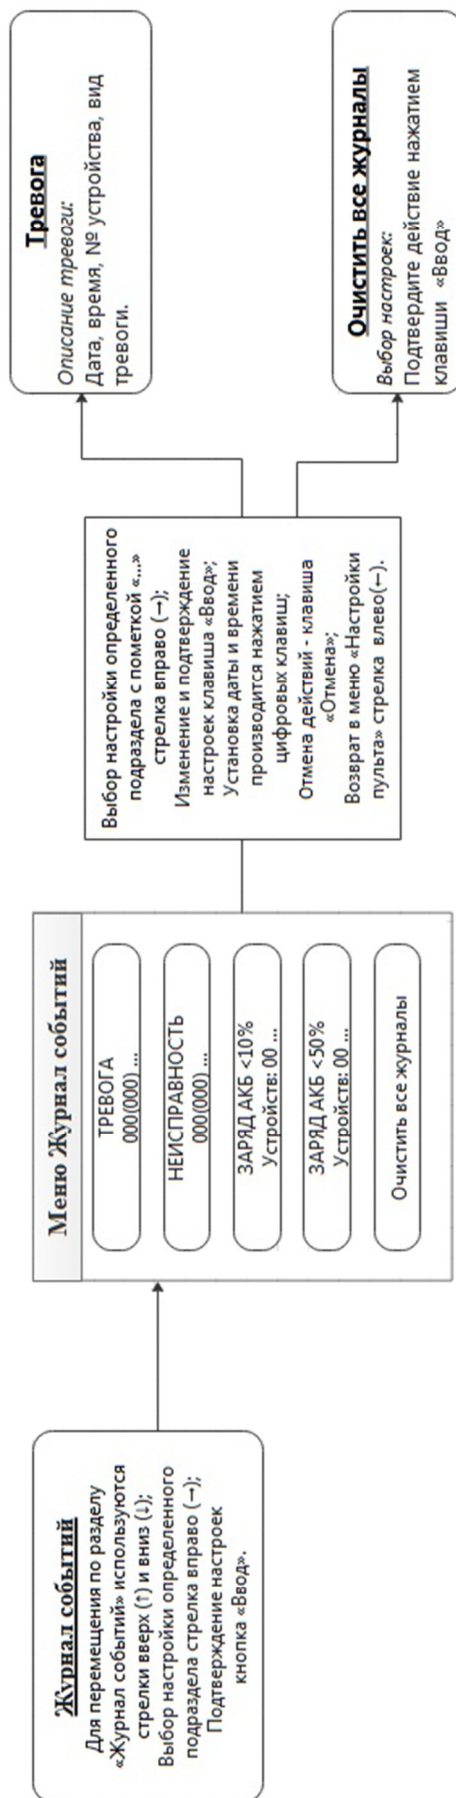 Журнал событий
Для перемещения по разделу
«Журнал событий» используются
стрелки вверх (↑) и вниз (↓);
Выбор настройки определенного
подраздела стрелка вправо (→);
Подтверждение настроек
кнопка «Ввод».
Меню Журнал событий
ТРЕВОГА
000(000) ...
НЕИСПРАВНОСТЬ
000(000) ...
ЗАРЯД АКБ <10%
Устройств: 00 ...
ЗАРЯД АКБ <50%
Устройств: 00 ...
Очистить все журналы
Выбор настройки определенного
подраздела с пометкой «...»
стрелка вправо (→);
Изменение и подтверждение
настроек клавиша «Ввод»;
Установка даты и времени
производится нажатием
цифровых клавиш;
Отмена действий - клавиша
«Отмена»;
Возврат в меню «Настройки
пульта» стрелка влево(←).
Тревога
Описание тревоги:
Дата, время, № устройства, вид
тревоги.
Очистить все журналы
Выбор настроек:
Подтвердите действие нажатием
клавиши «Ввод»